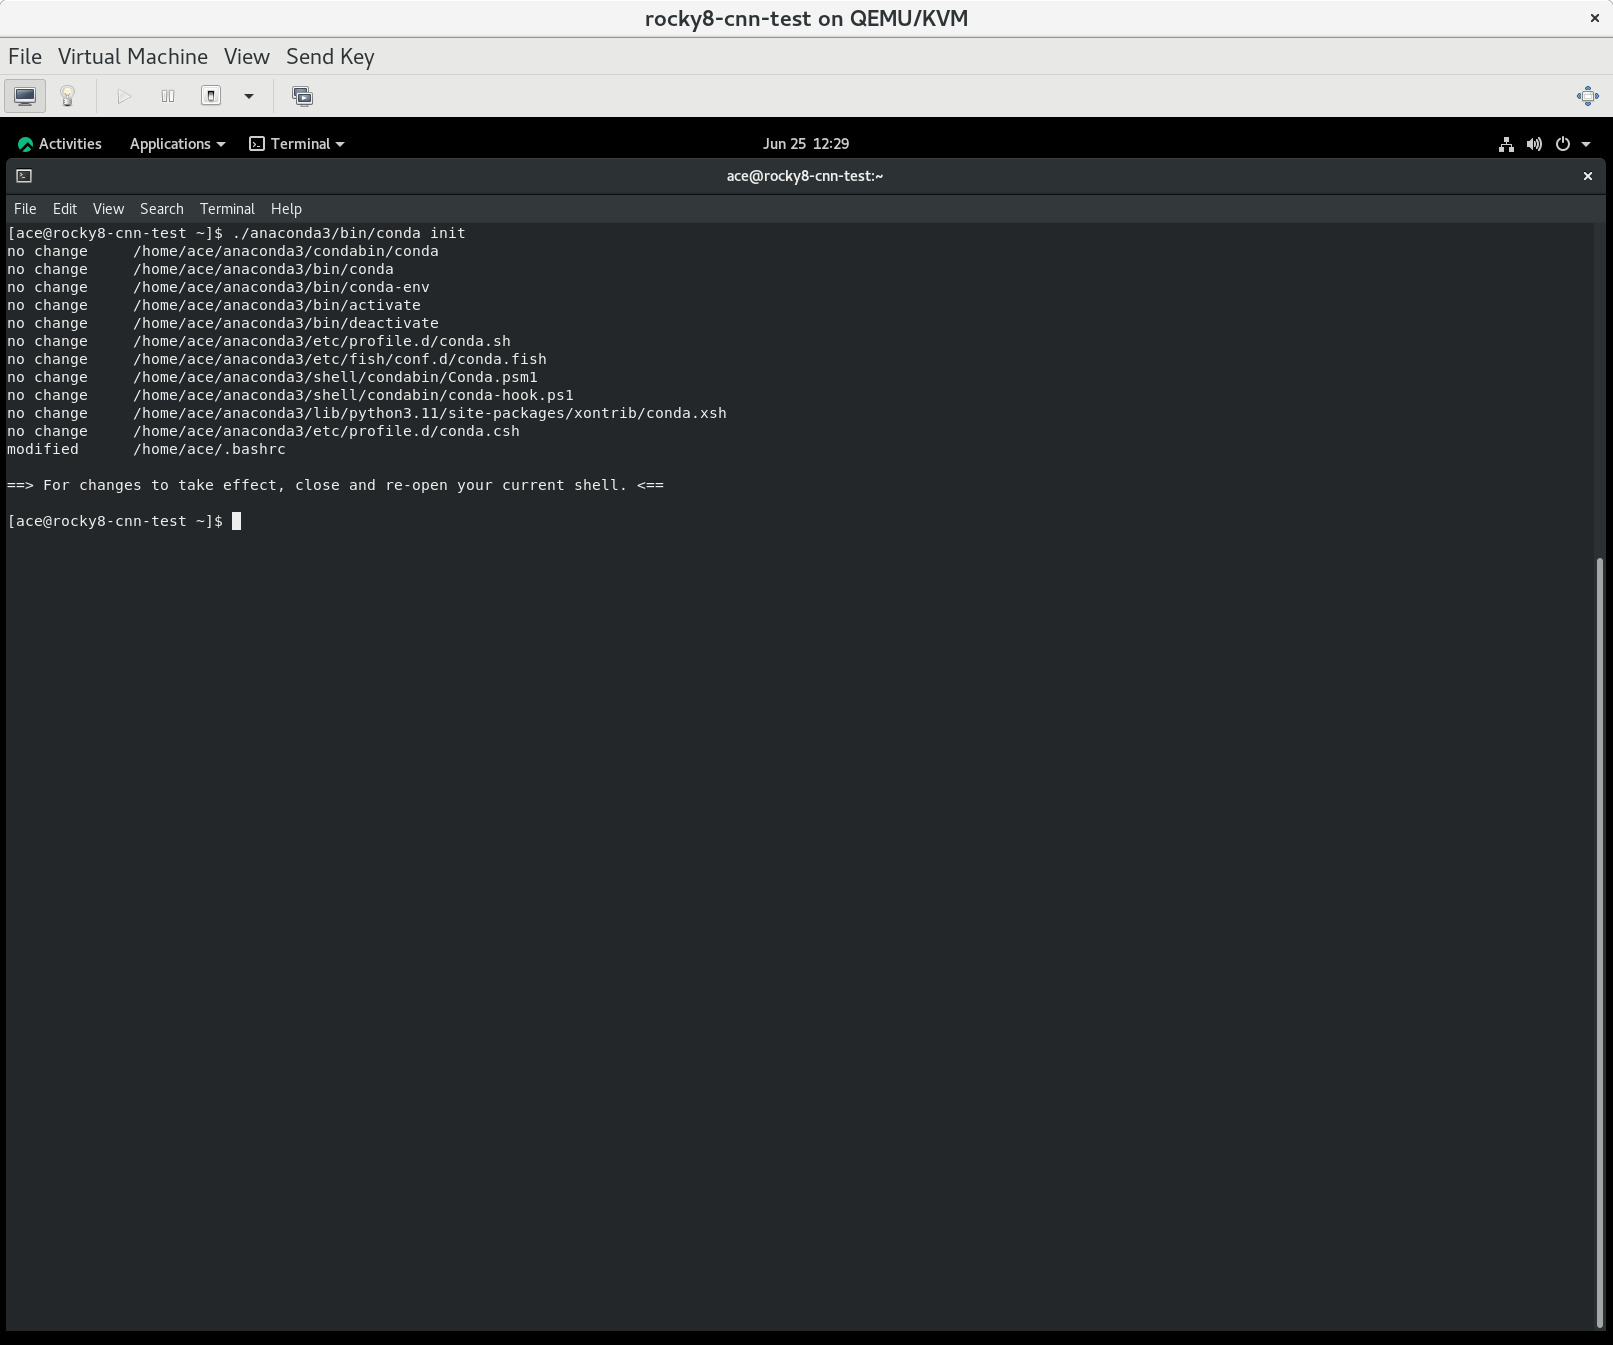 rocky8-cnn-test on QEMU/KVM
File Virtual Machine View Send Key
Activities Applications Terminal Jun 25 12:29
ace@rocky8-cnn-test:~
File Edit View Search Terminal Help
[ace@rocky8-cnn-test ~]$ ./anaconda3/bin/conda init
no change     /home/ace/anaconda3/condabin/conda
no change     /home/ace/anaconda3/bin/conda
no change     /home/ace/anaconda3/bin/conda-env
no change     /home/ace/anaconda3/bin/activate
no change     /home/ace/anaconda3/bin/deactivate
no change     /home/ace/anaconda3/etc/profile.d/conda.sh
no change     /home/ace/anaconda3/etc/fish/conf.d/conda.fish
no change     /home/ace/anaconda3/shell/condabin/Conda.psm1
no change     /home/ace/anaconda3/shell/condabin/conda-hook.ps1
no change     /home/ace/anaconda3/lib/python3.11/site-packages/xontrib/conda.xsh
no change     /home/ace/anaconda3/etc/profile.d/conda.csh
modified      /home/ace/.bashrc
==> For changes to take effect, close and re-open your current shell. <==
[ace@rocky8-cnn-test ~]$